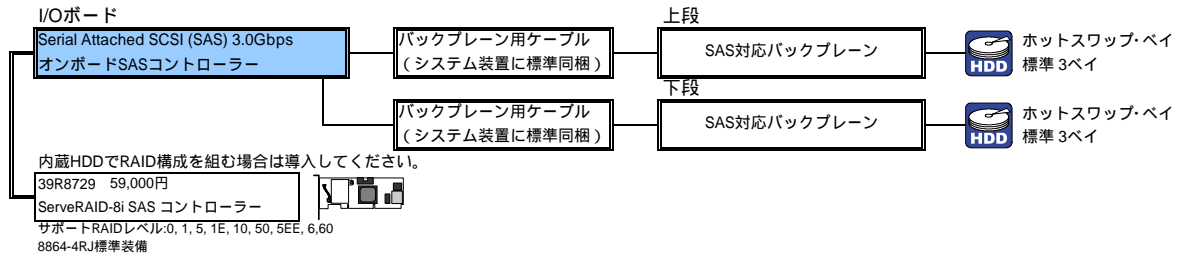 I/Oボード
Serial Attached SCSI (SAS) 3.0Gbps
オンボードSASコントローラー
バックプレーン用ケーブル
(システム装置に標準同梱)
上段
SAS対応バックプレーン
HDD
ホットスワップ・ベイ
標準 3ベイ
バックプレーン用ケーブル
(システム装置に標準同梱)
下段
SAS対応バックプレーン
HDD
ホットスワップ・ベイ
標準 3ベイ
内蔵HDDでRAID構成を組む場合は導入してください。
39R8729 59,000円
ServeRAID-8i SAS コントローラー
サポートRAIDレベル:0, 1, 5, 1E, 10, 50, 5EE, 6,60
8864-4RJ標準装備